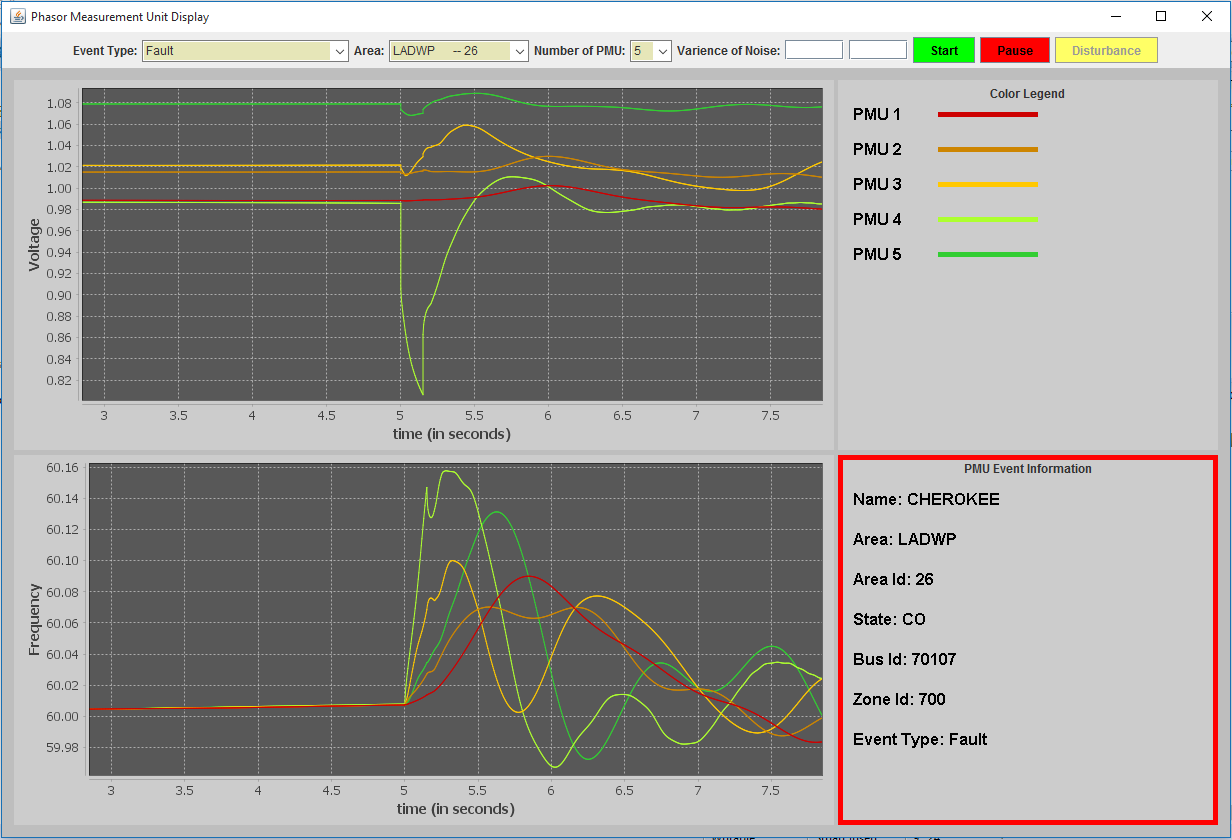 Phasor Measurement Unit Display
Event Type: Fault Area: LADWP -- 26 Number of PMU: 5 Varience of Noise: Start Pause Disturbance
1.08
1.06
1.04
1.02
1.00
0.98
0.96
0.94
0.92
0.90
0.88
0.86
0.84
0.82
Voltage
3 3.5 4 4.5 5 5.5 6 6.5 7 7.5
time (in seconds)
Color Legend
PMU 1
PMU 2
PMU 3
PMU 4
PMU 5
60.16
60.14
60.12
60.10
60.08
60.06
60.04
60.02
60.00
59.98
Frequency
3 3.5 4 4.5 5 5.5 6 6.5 7 7.5
time (in seconds)
PMU Event Information
Name: CHEROKEE
Area: LADWP
Area Id: 26
State: CO
Bus Id: 70107
Zone Id: 700
Event Type: Fault